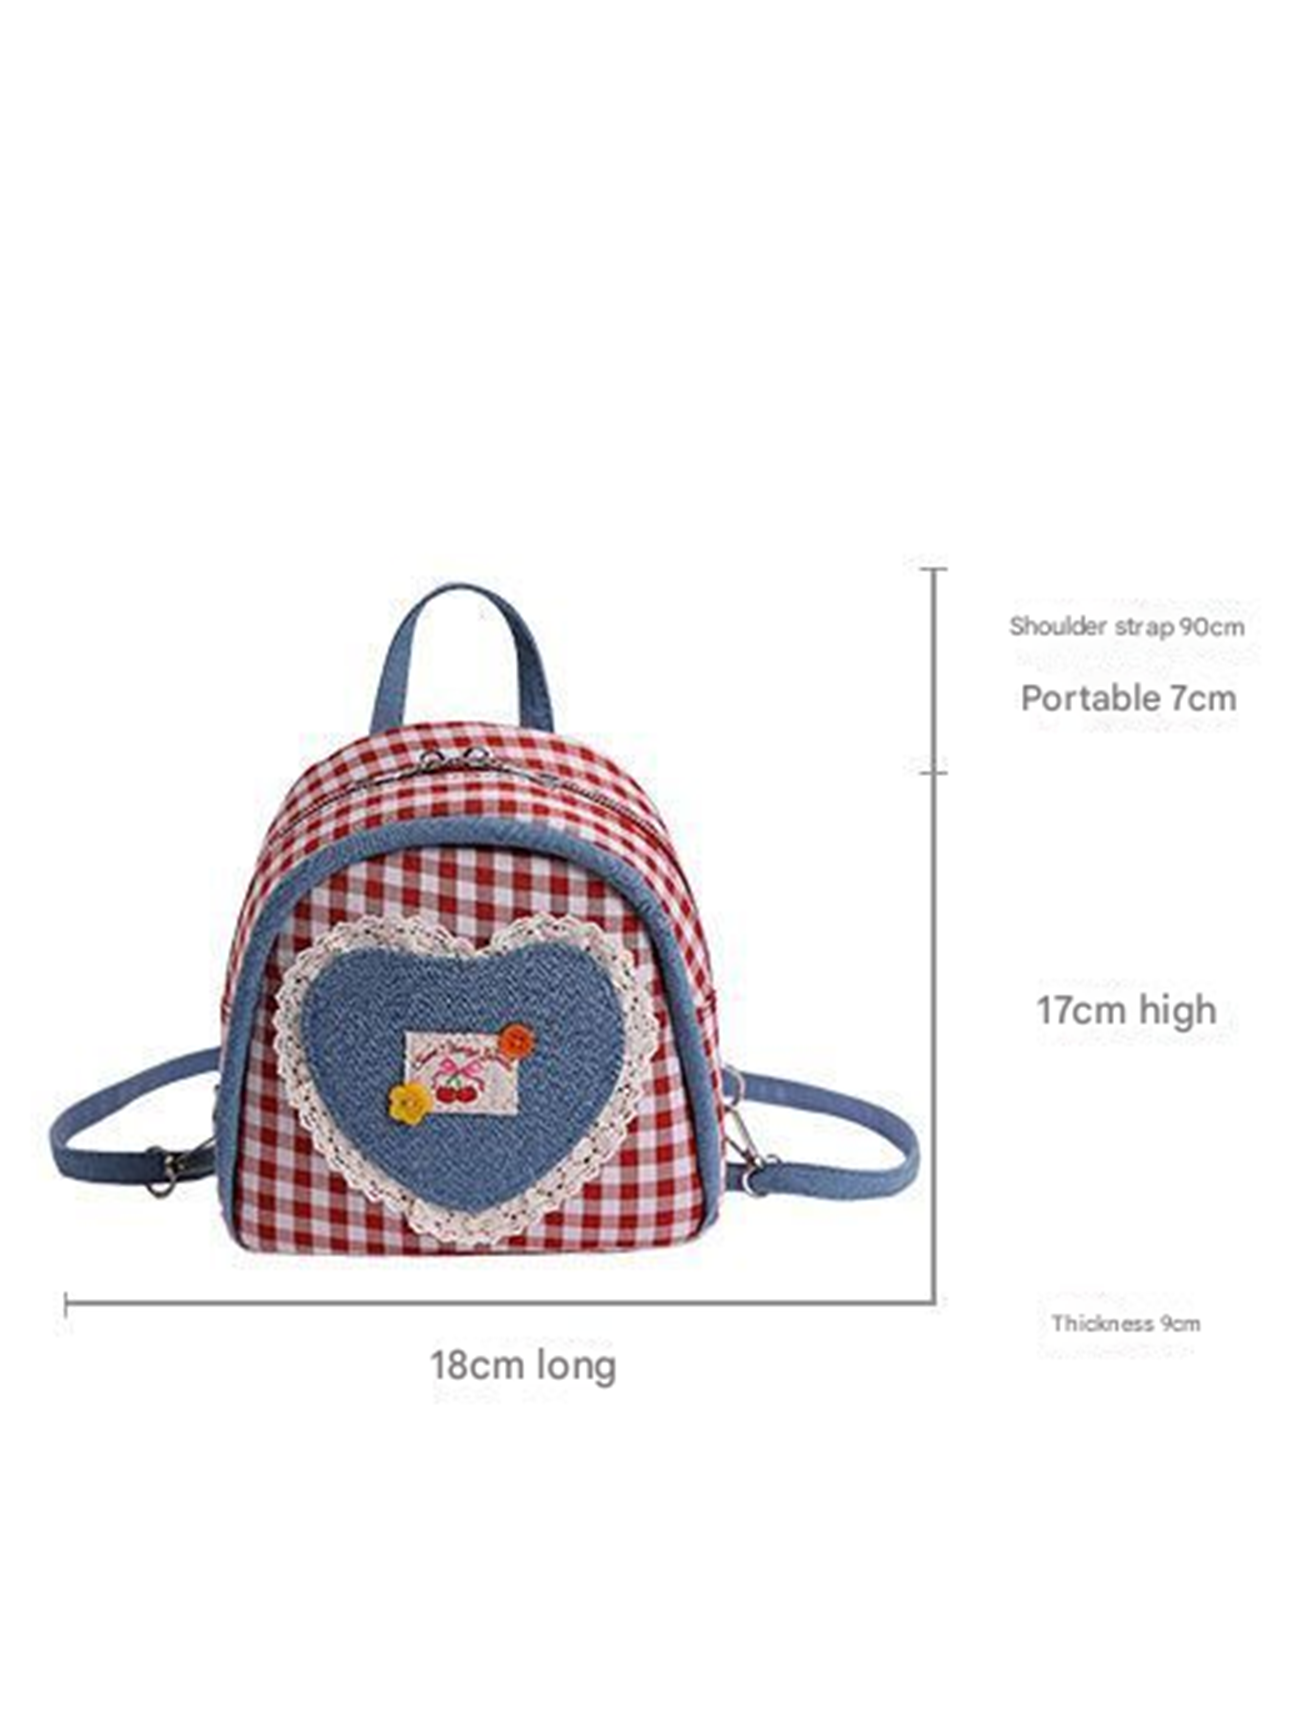 Shoulder strap 90cm
Portable 7cm
17cm high
Thickness 9cm
18cm long